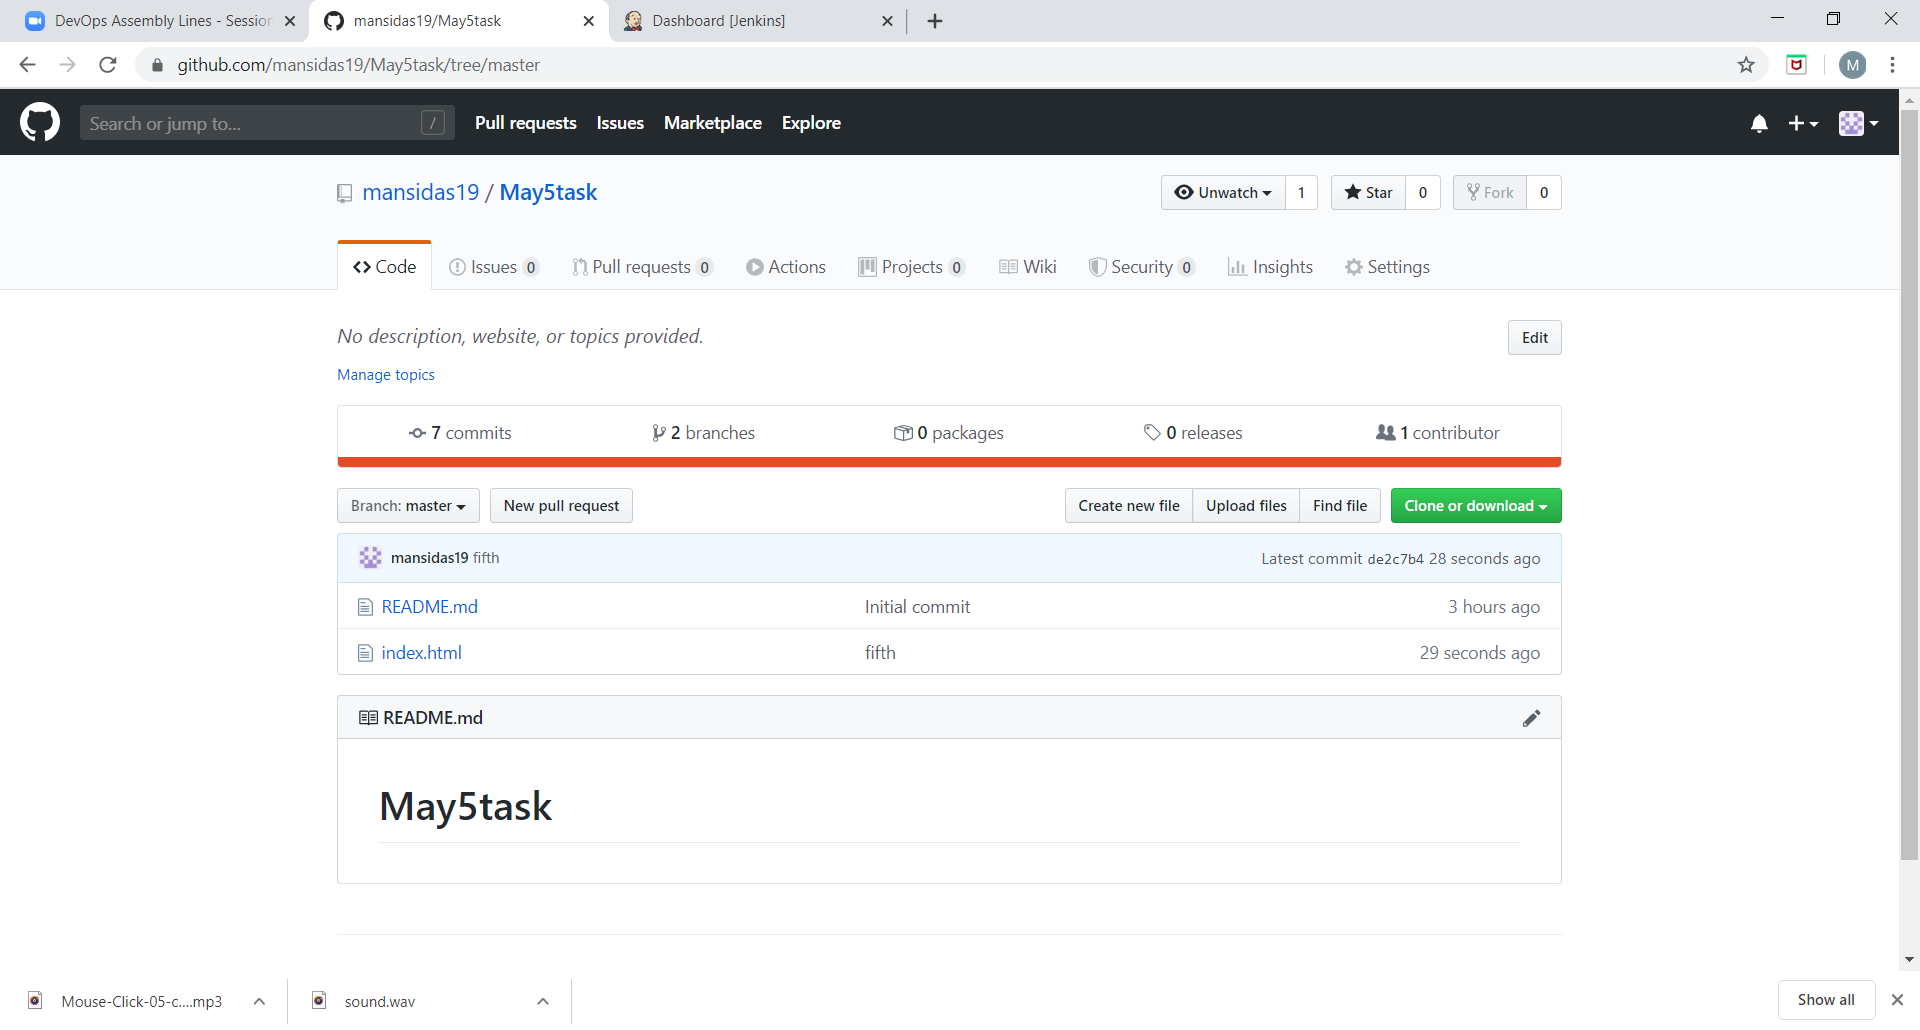 DevOps Assembly Lines - Session
mansidas19/May5task
Dashboard [Jenkins]
github.com/mansidas19/May5task/tree/master
M
Search or jump to...
/
Pull requests
Issues
Marketplace
Explore
mansidas19 / May5task
Unwatch 1
Star 0
Fork 0
Code
Issues 0
Pull requests 0
Actions
Projects 0
Wiki
Security 0
Insights
Settings
No description, website, or topics provided.
Edit
Manage topics
7 commits
2 branches
0 packages
0 releases
1 contributor
Branch: master
New pull request
Create new file
Upload files
Find file
Clone or download
mansidas19 fifth
Latest commit de2c7b4 28 seconds ago
README.md
Initial commit
3 hours ago
index.html
fifth
29 seconds ago
README.md
May5task
Mouse-Click-05-c....mp3
sound.wav
Show all